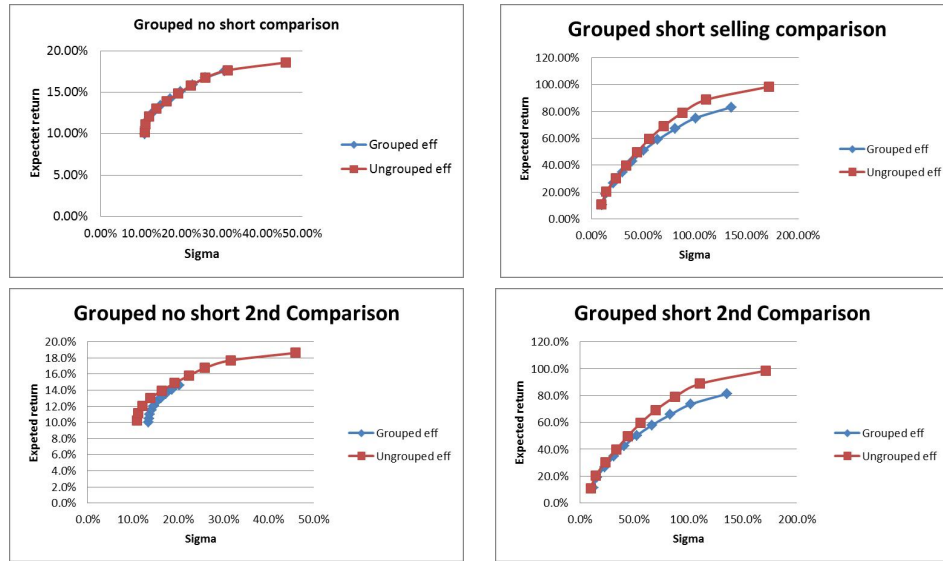 Grouped no short comparison
20.00%
15.00%
10.00%
5.00%
0.00%
Expectet return
0.00% 10.00% 20.00% 30.00% 40.00% 50.00%
Sigma
Grouped eff
Ungrouped eff
Grouped short selling comparison
120.00%
100.00%
80.00%
60.00%
40.00%
20.00%
0.00%
Expected return
0.00% 50.00% 100.00% 150.00% 200.00%
Sigma
Grouped eff
Ungrouped eff
Grouped no short 2nd Comparison
20.0%
18.0%
16.0%
14.0%
12.0%
10.0%
8.0%
6.0%
4.0%
2.0%
0.0%
Expeted return
0.0% 10.0% 20.0% 30.0% 40.0% 50.0%
Sigma
Grouped eff
Ungrouped eff
Grouped short 2nd Comparison
120.0%
100.0%
80.0%
60.0%
40.0%
20.0%
0.0%
Expected return
0.0% 50.0% 100.0% 150.0% 200.0%
Sigma
Grouped eff
Ungrouped eff